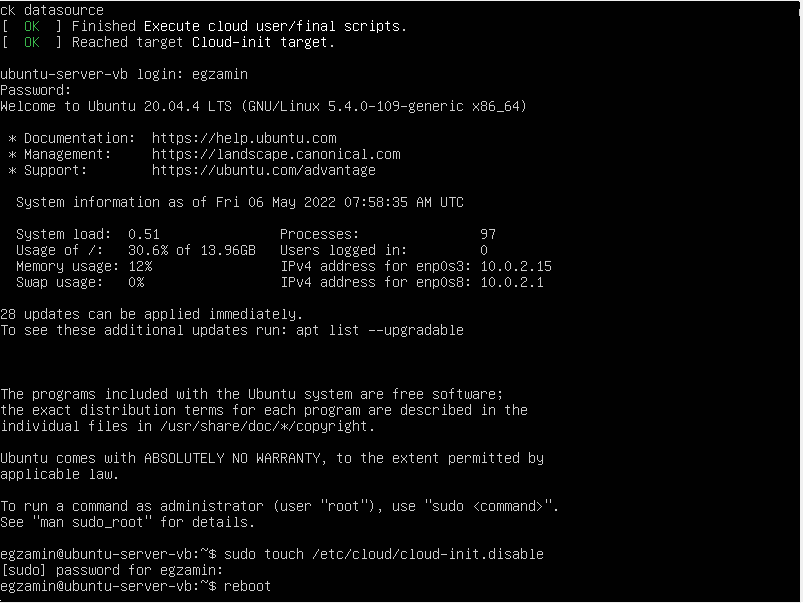 ck datasource
[  OK  ] Finished Execute cloud user/final scripts.
[  OK  ] Reached target Cloud-init target.
ubuntu-server-vb login: egzamin
Password:
Welcome to Ubuntu 20.04.4 LTS (GNU/Linux 5.4.0-109-generic x86_64)
 * Documentation:  https://help.ubuntu.com
 * Management:     https://landscape.canonical.com
 * Support:        https://ubuntu.com/advantage
  System information as of Fri 06 May 2022 07:58:35 AM UTC
  System load:  0.51               Processes:               97
  Usage of /:   30.6% of 13.96GB   Users logged in:         0
  Memory usage: 12%                IPv4 address for enp0s3: 10.0.2.15
  Swap usage:   0%                 IPv4 address for enp0s8: 10.0.2.1
28 updates can be applied immediately.
To see these additional updates run: apt list --upgradable
The programs included with the Ubuntu system are free software;
the exact distribution terms for each program are described in the
individual files in /usr/share/doc/*/copyright.
Ubuntu comes with ABSOLUTELY NO WARRANTY, to the extent permitted by
applicable law.
To run a command as administrator (user "root"), use "sudo <command>".
See "man sudo_root" for details.
egzamin@ubuntu-server-vb:~$ sudo touch /etc/cloud/cloud-init.disable
[sudo] password for egzamin:
egzamin@ubuntu-server-vb:~$ reboot